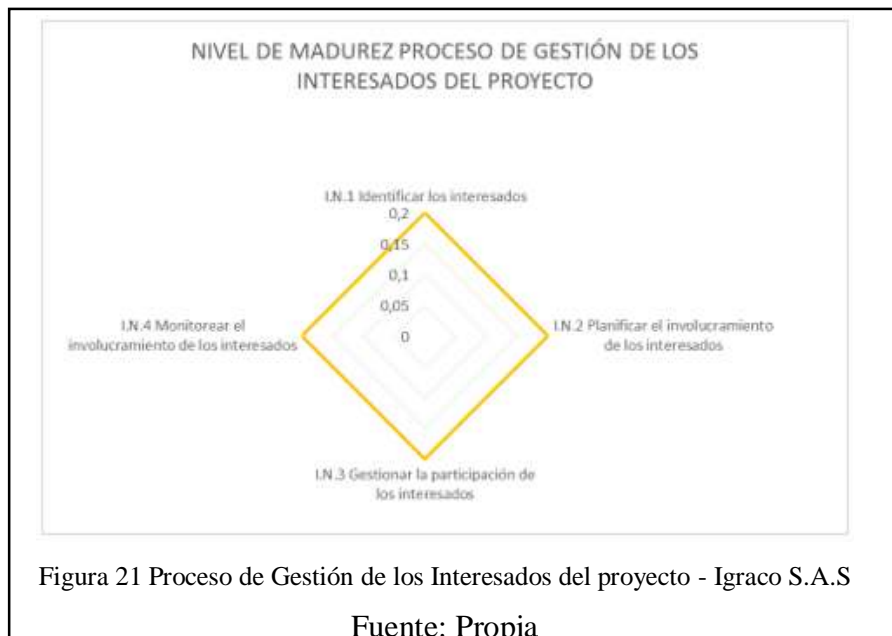 NIVEL DE MADUREZ PROCESO DE GESTIÓN DE LOS
INTERESADOS DEL PROYECTO
I.N.1 Identificar los interesados
0,2
0,15
0,1
0,05
0
I.N.4 Monitorear el
involucramiento de los interesados
I.N.2 Planificar el involucramiento
de los interesados
I.N.3 Gestionar la participación de
los interesados
Figura 21 Proceso de Gestión de los Interesados del proyecto - Igraco S.A.S
Fuente: Propia